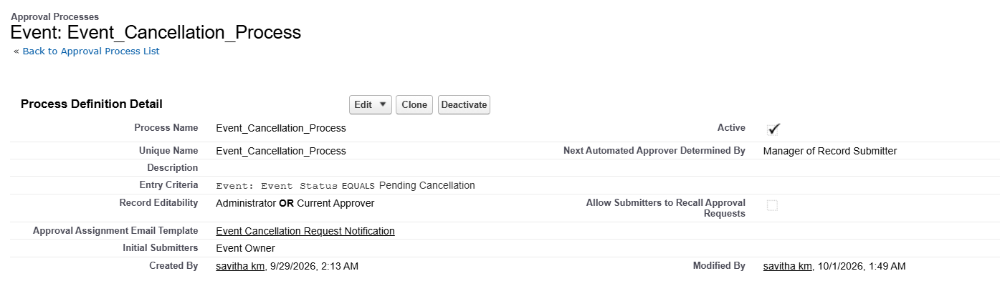 Approval Processes
Event: Event_Cancellation_Process
« Back to Approval Process List
Process Definition Detail
Edit ▼ Clone Deactivate
Process Name Event_Cancellation_Process Active
Unique Name Event_Cancellation_Process Next Automated Approver Determined By Manager of Record Submitter
Description
Entry Criteria Event: Event Status EQUALS Pending Cancellation
Record Editability Administrator OR Current Approver Allow Submitters to Recall Approval
Requests
Approval Assignment Email Template Event Cancellation Request Notification
Initial Submitters Event Owner
Created By savitha km, 9/29/2026, 2:13 AM Modified By savitha km, 10/1/2026, 1:49 AM